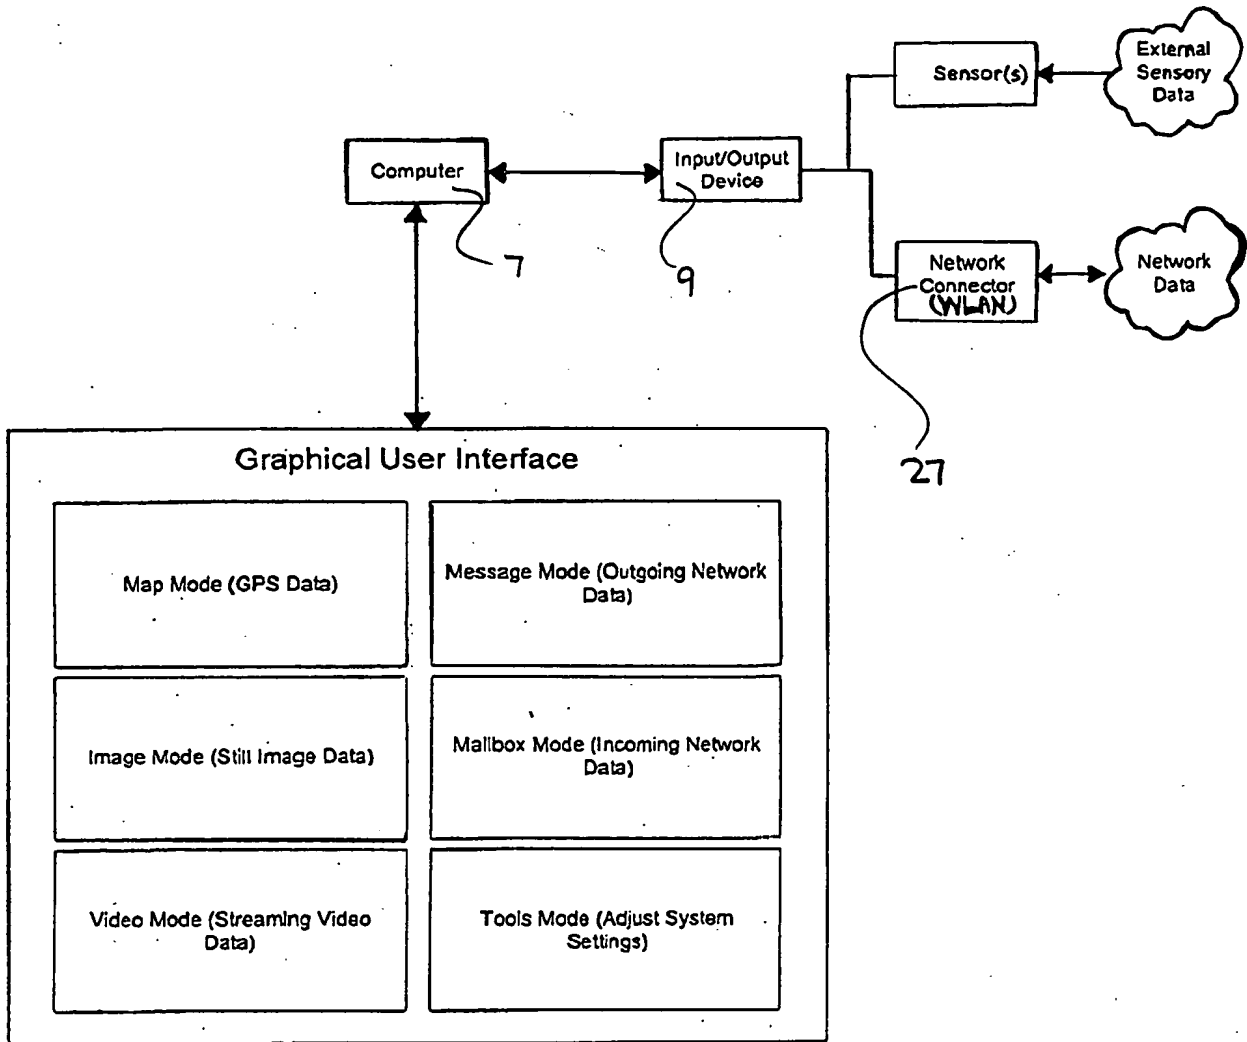 External
Sensory
Data
Sensor(s)
Computer
Input/Output
Device
7
9
Network
Connector
(WLAN)
Network
Data
27
Graphical User Interface
Map Mode (GPS Data)
Message Mode (Outgoing Network
Data)
Image Mode (Still Image Data)
Mailbox Mode (Incoming Network
Data)
Video Mode (Streaming Video
Data)
Tools Mode (Adjust System
Settings)